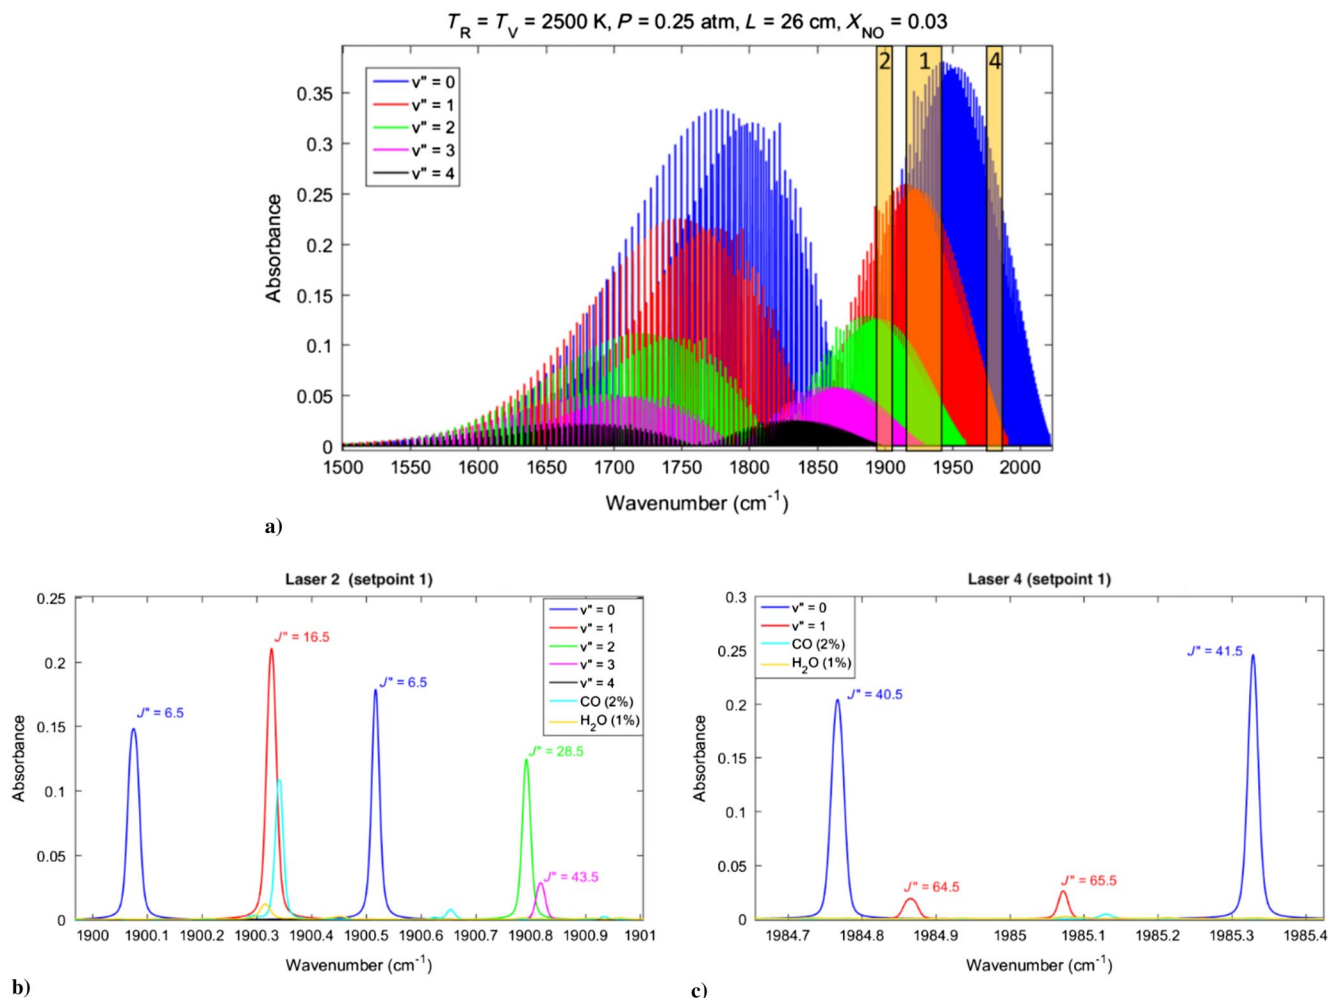 T_R = T_V = 2500 K, P = 0.25 atm, L = 26 cm, X_NO = 0.03
v" = 0
v" = 1
v" = 2
v" = 3
v" = 4
2
1
4
0.35
0.3
0.25
0.2
0.15
0.1
0.05
0
Absorbance
1500 1550 1600 1650 1700 1750 1800 1850 1900 1950 2000
Wavenumber (cm⁻¹)
a)
Laser 2 (setpoint 1)
v" = 0
v" = 1
v" = 2
v" = 3
v" = 4
CO (2%)
H₂O (1%)
J" = 6.5
J" = 16.5
J" = 6.5
J" = 28.5
J" = 43.5
0.25
0.2
0.15
0.1
0.05
0
Absorbance
1900 1900.1 1900.2 1900.3 1900.4 1900.5 1900.6 1900.7 1900.8 1900.9 1901
Wavenumber (cm⁻¹)
b)
Laser 4 (setpoint 1)
v" = 0
v" = 1
CO (2%)
H₂O (1%)
J" = 40.5
J" = 64.5
J" = 65.5
J" = 41.5
0.3
0.25
0.2
0.15
0.1
0.05
0
Absorbance
1984.7 1984.8 1984.9 1985 1985.1 1985.2 1985.3 1985.4
Wavenumber (cm⁻¹)
c)